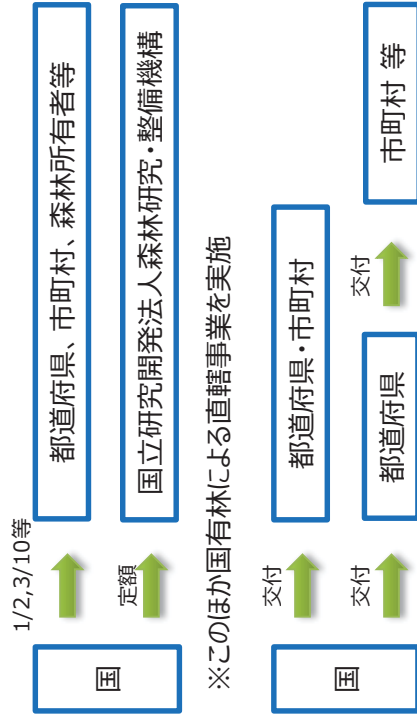 1/2,3/10等
国
都道府県、市町村、森林所有者等
定額
国立研究開発法人森林研究・整備機構
※このほか国有林による直轄事業を実施
国
交付
都道府県・市町村
交付
都道府県
交付
市町村 等